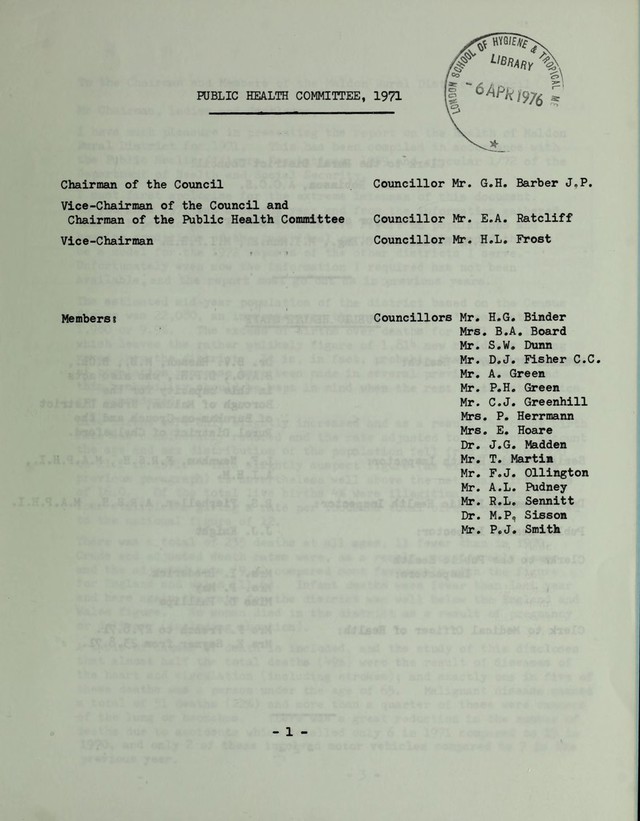 LONDON SCHOOL OF HYGIENE & TROPICAL ME
LIBRARY
-6 APR 1976
PUBLIC HEALTH COMMITTEE, 1971
Chairman of the Council Councillor Mr. G.H. Barber J.P.
Vice-Chairman of the Council and
Chairman of the Public Health Committee Councillor Mr. E.A. Ratcliff
Vice-Chairman Councillor Mr. H.L. Frost
Members: Councillors Mr. H.G. Binder
Mrs. B.A. Board
Mr. S.W. Dunn
Mr. D.J. Fisher C.C.
Mr. A. Green
Mr. P.H. Green
Mr. C.J. Greenhill
Mrs. P. Herrmann
Mrs. E. Hoare
Dr. J.G. Madden
Mr. T. Martin
Mr. F.J. Ollington
Mr. A.L. Pudney
Mr. R.L. Sennitt
Dr. M.P. Sisson
Mr. P.J. Smith
- 1 -